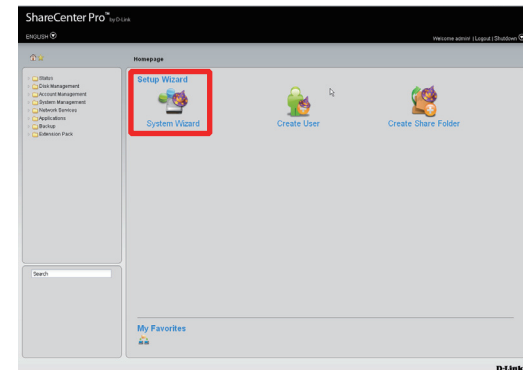 ShareCenter Pro™ by D-Link
ENGLISH
Welcome admin! | Logout | Shutdown
Homepage
Status
Disk Management
Account Management
System Management
Network Services
Applications
Backup
Extension Pack
Setup Wizard
System Wizard
Create User
Create Share Folder
Search
My Favorites
D-Link